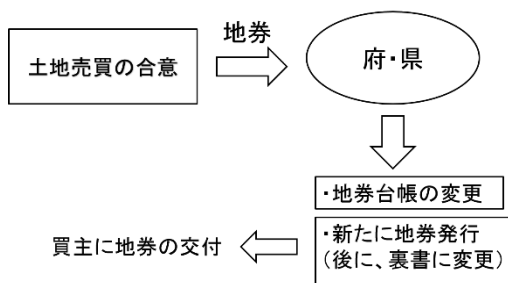 土地売買の合意
地券
府・県
・地券台帳の変更
・新たに地券発行
(後に、裏書に変更)
買主に地券の交付